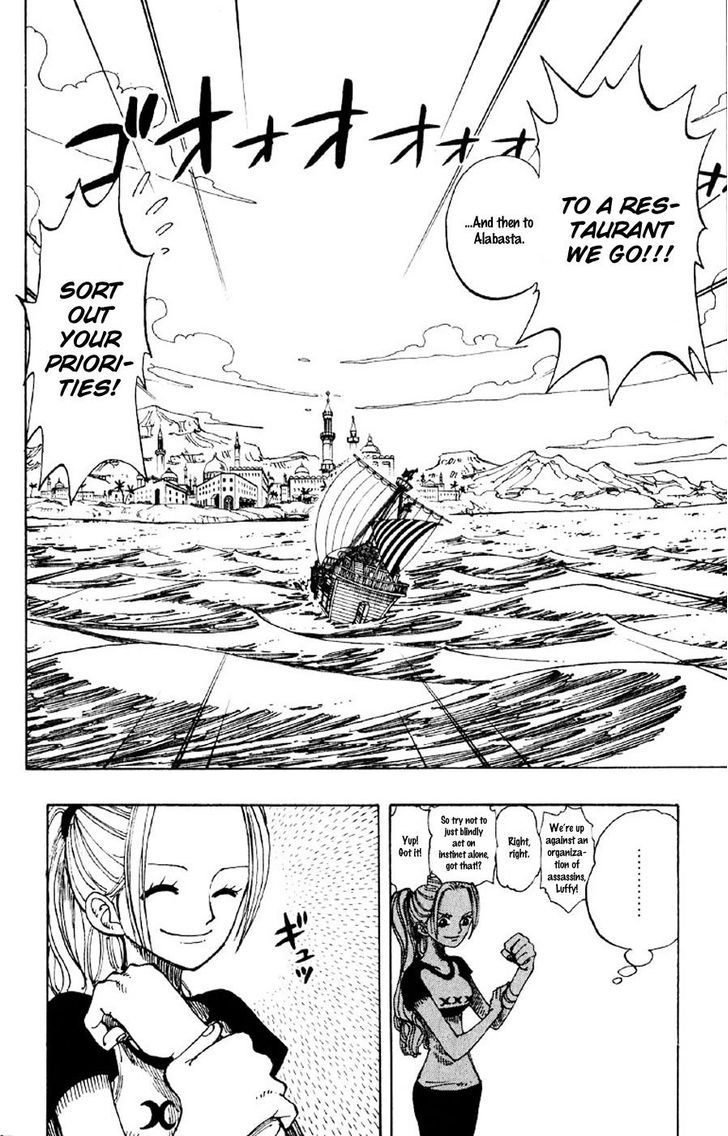 TO A RES-
TAURANT
WE GO!!!
...And then to
Alabasta.
ゴオオオオオオオ
SORT
OUT
YOUR
PRIORI-
TIES!
.........
We're up
against an
organiza-
tion of
assassins,
Luffy!
Right,
right.
So try not to
just blindly
act on
instinct alone,
got that!?
Yup!
Got it!
XXX
ギュッ
X